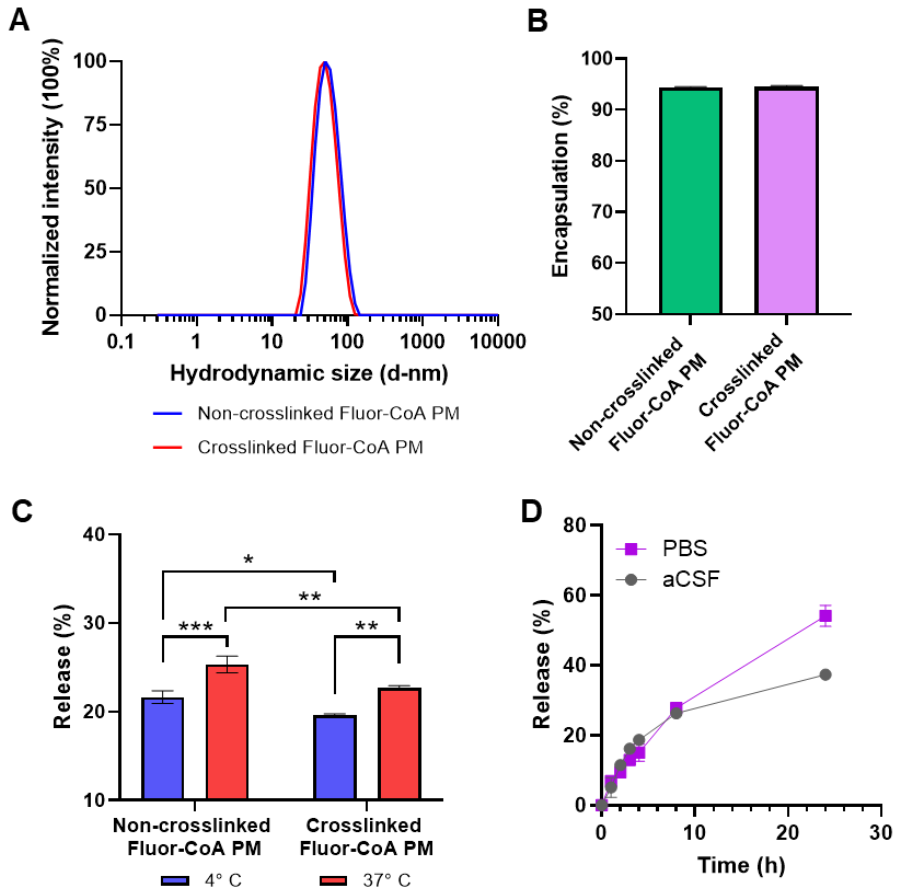 A
Normalized intensity (100%)
100
75
50
25
0
0.1 1 10 100 1000 10000
Hydrodynamic size (d-nm)
Non-crosslinked Fluor-CoA PM
Crosslinked Fluor-CoA PM
B
Encapsulation (%)
100
90
80
70
60
50
Non-crosslinked
Fluor-CoA PM
Crosslinked
Fluor-CoA PM
C
Release (%)
40
30
20
10
*
**
***
**
Non-crosslinked
Fluor-CoA PM
Crosslinked
Fluor-CoA PM
4° C
37° C
D
Release (%)
80
60
40
20
0
PBS
aCSF
0 10 20 30
Time (h)